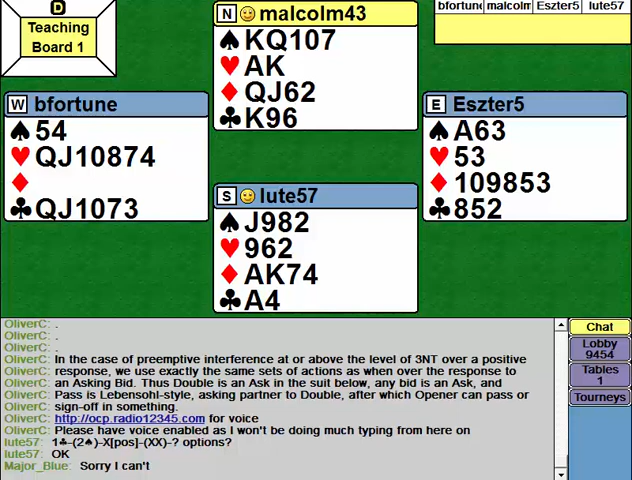 D
Teaching
Board 1
N malcolm43
♠KQ107
♥AK
♦QJ62
♣K96
bfortune malcolm Eszter5 lute57
W bfortune
♠54
♥QJ10874
♦
♣QJ1073
E Eszter5
♠A63
♥53
♦109853
♣852
S lute57
♠J982
♥962
♦AK74
♣A4
OliverC: .
OliverC: .
OliverC: .
OliverC: In the case of preemptive interference at or above the level of 3NT over a positive
response, we use exactly the same sets of actions as when over the response to
an Asking Bid. Thus Double is an Ask in the suit below, any bid is an Ask, and
Pass is Lebensohl-style, asking partner to Double, after which Opener can pass or
sign-off in something.
OliverC: http://ocp.radio12345.com for voice
OliverC: Please have voice enabled as I won't be doing much typing from here on
lute57: 1♣-(2♠)-X[pos]-(XX)-? options?
lute57: OK
Major_Blue: Sorry I can't
Chat
Lobby
9454
Tables
1
Tourneys